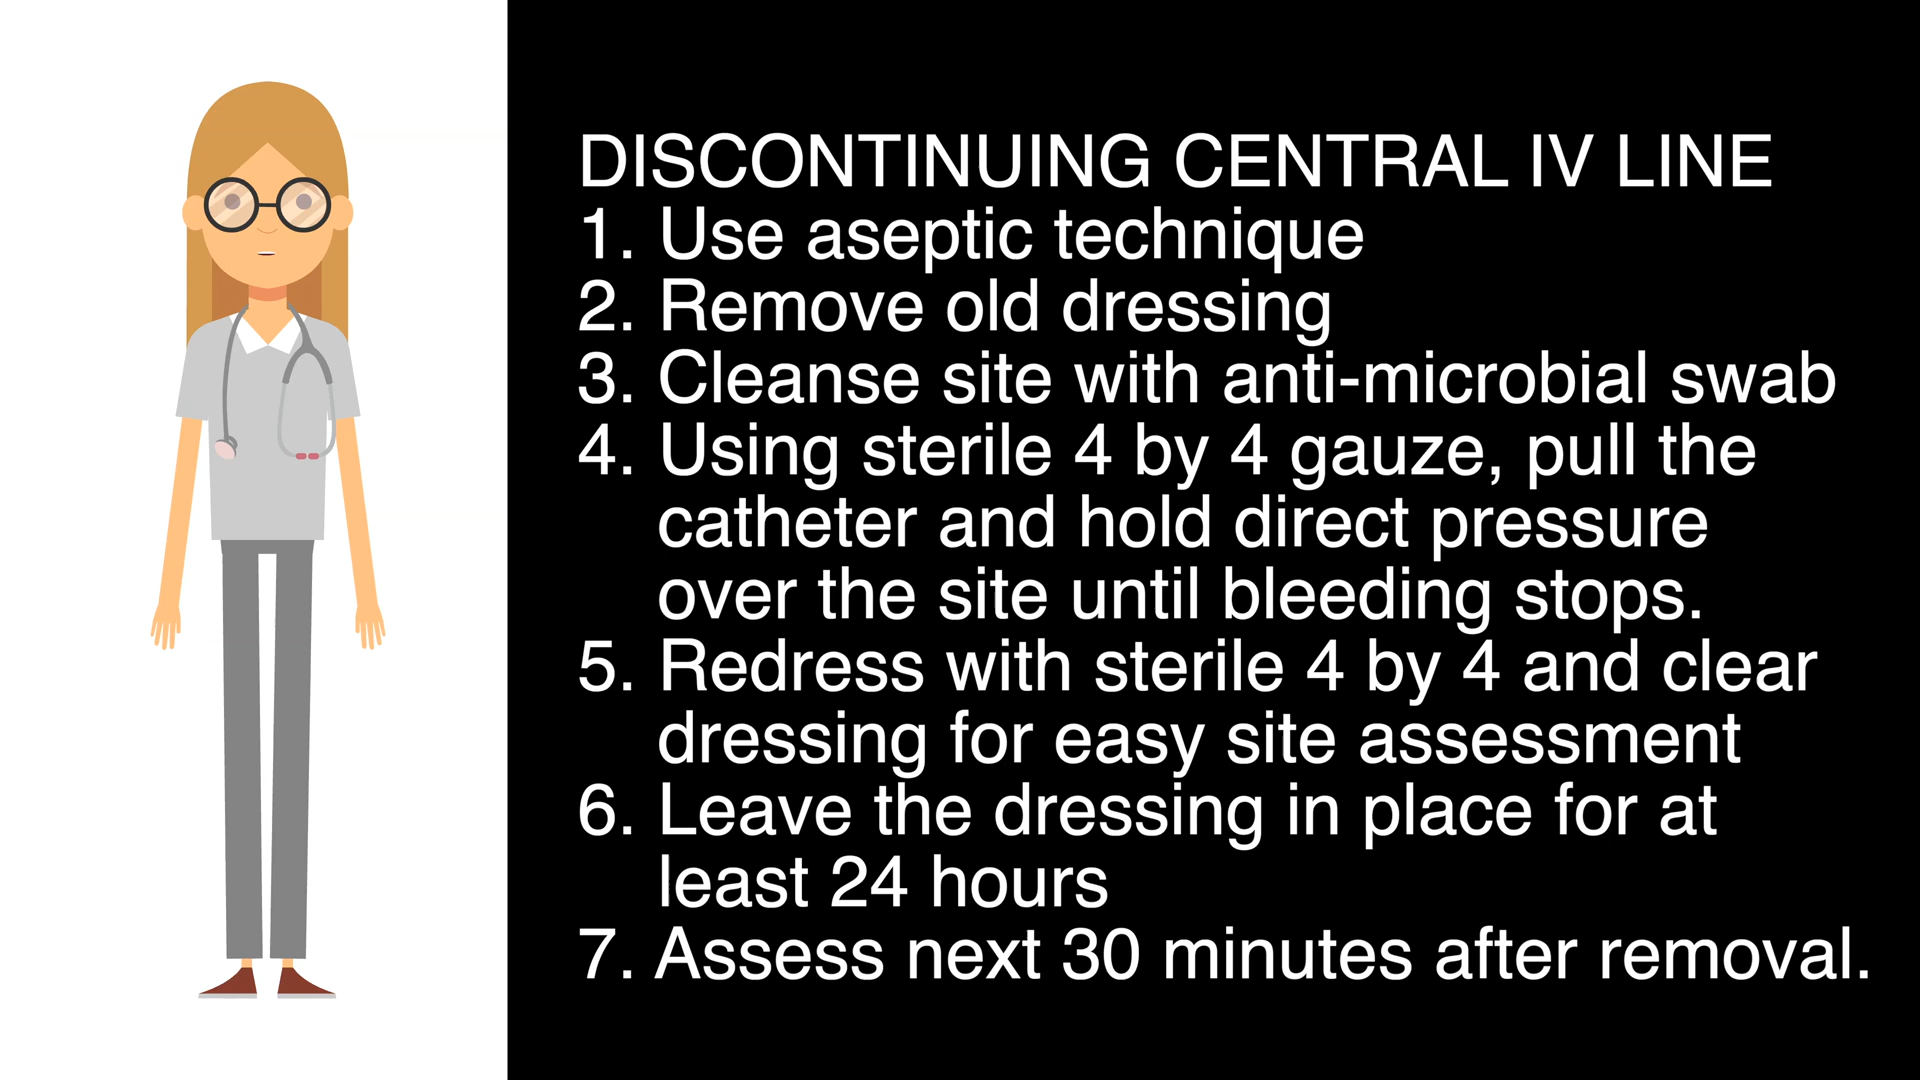 DISCONTINUING CENTRAL IV LINE
1. Use aseptic technique
2. Remove old dressing
3. Cleanse site with anti-microbial swab
4. Using sterile 4 by 4 gauze, pull the
catheter and hold direct pressure
over the site until bleeding stops.
5. Redress with sterile 4 by 4 and clear
dressing for easy site assessment
6. Leave the dressing in place for at
least 24 hours
7. Assess next 30 minutes after removal.